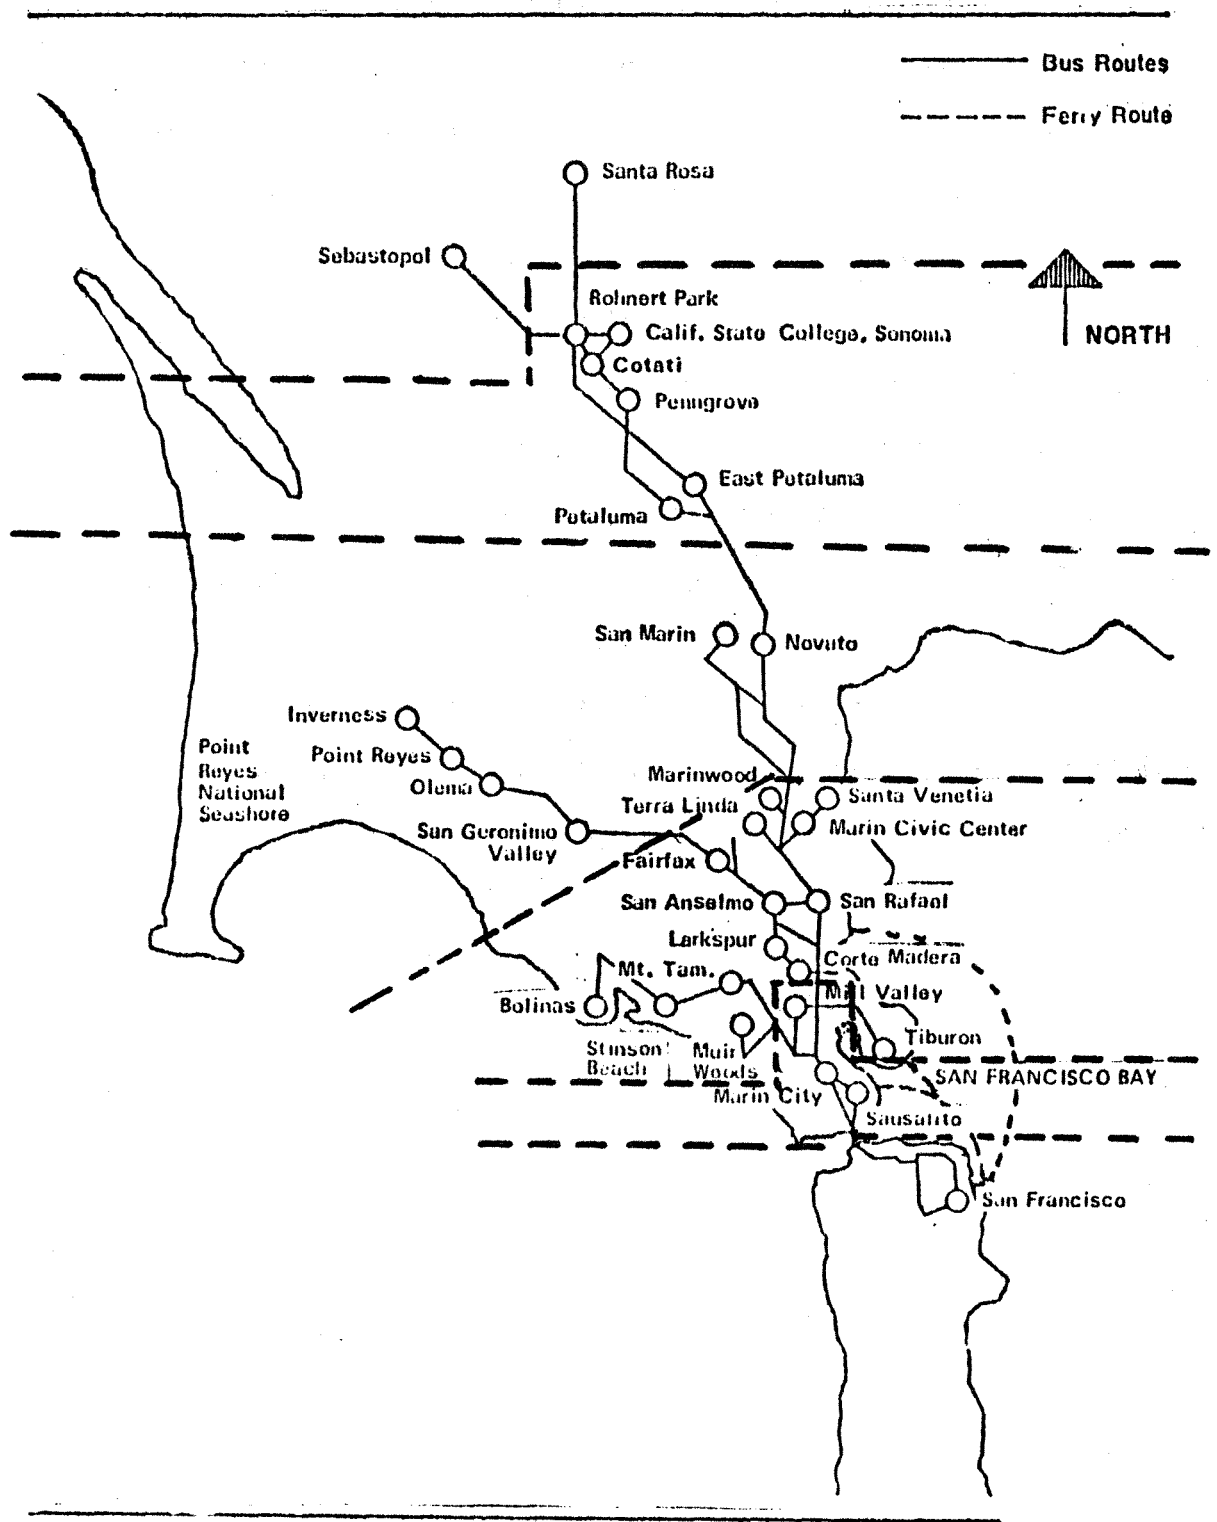 Bus Routes
Ferry Route
Santa Rosa
Sebastopol
Rohnert Park
Calif. State College, Sonoma
NORTH
Cotati
Penngrove
East Petaluma
Petaluma
San Marin
Novato
Inverness
Point
Reyes
National
Seashore
Point Reyes
Olema
Marinwood
Santa Venetia
Terra Linda
Marin Civic Center
San Geronimo
Valley
Fairfax
San Anselmo
San Rafael
Larkspur
Corte Madera
Mt. Tam.
Mill Valley
Bolinas
Tiburon
Stinson
Beach
Muir
Woods
SAN FRANCISCO BAY
Marin City
Sausalito
San Francisco